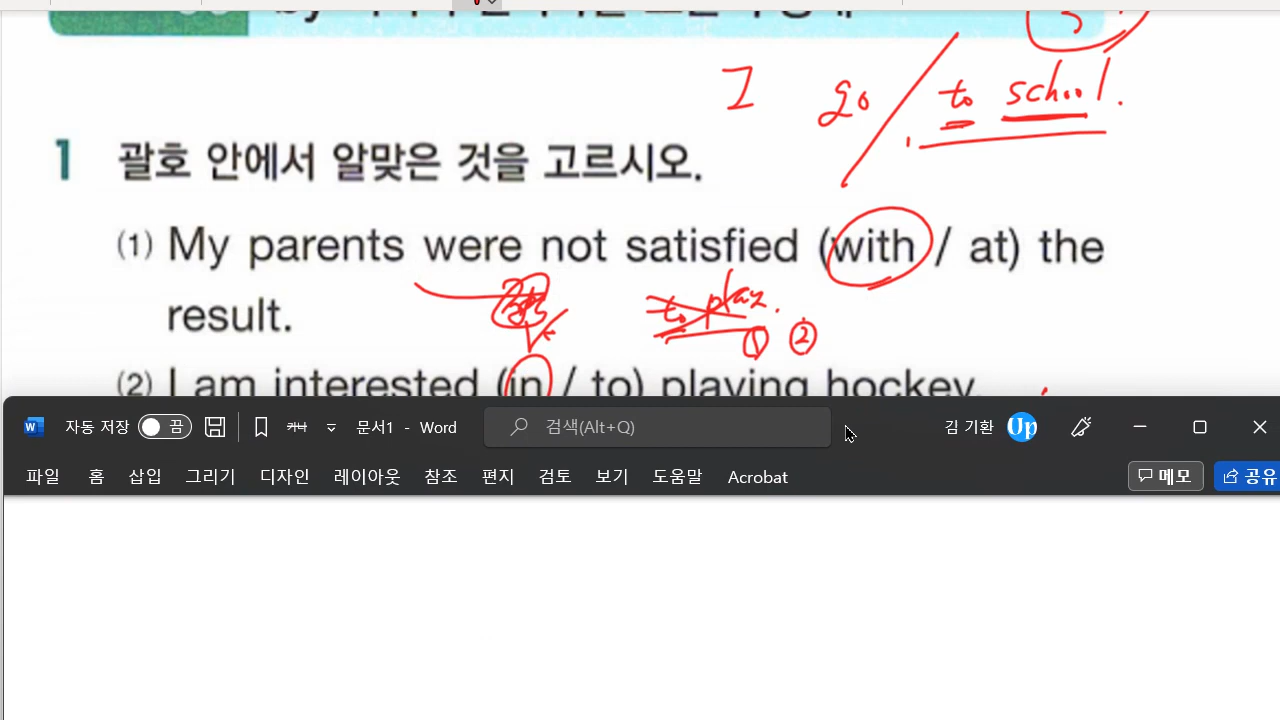 I go / to school.
1 괄호 안에서 알맞은 것을 고르시오.
(1) My parents were not satisfied (with / at) the
result.
to play.
① ②
(2) I am interested (in / to) playing hockey.
자동 저장 끔 가나 문서1 - Word 검색(Alt+Q) 김 기환 Up
파일 홈 삽입 그리기 디자인 레이아웃 참조 편지 검토 보기 도움말 Acrobat 메모 공유